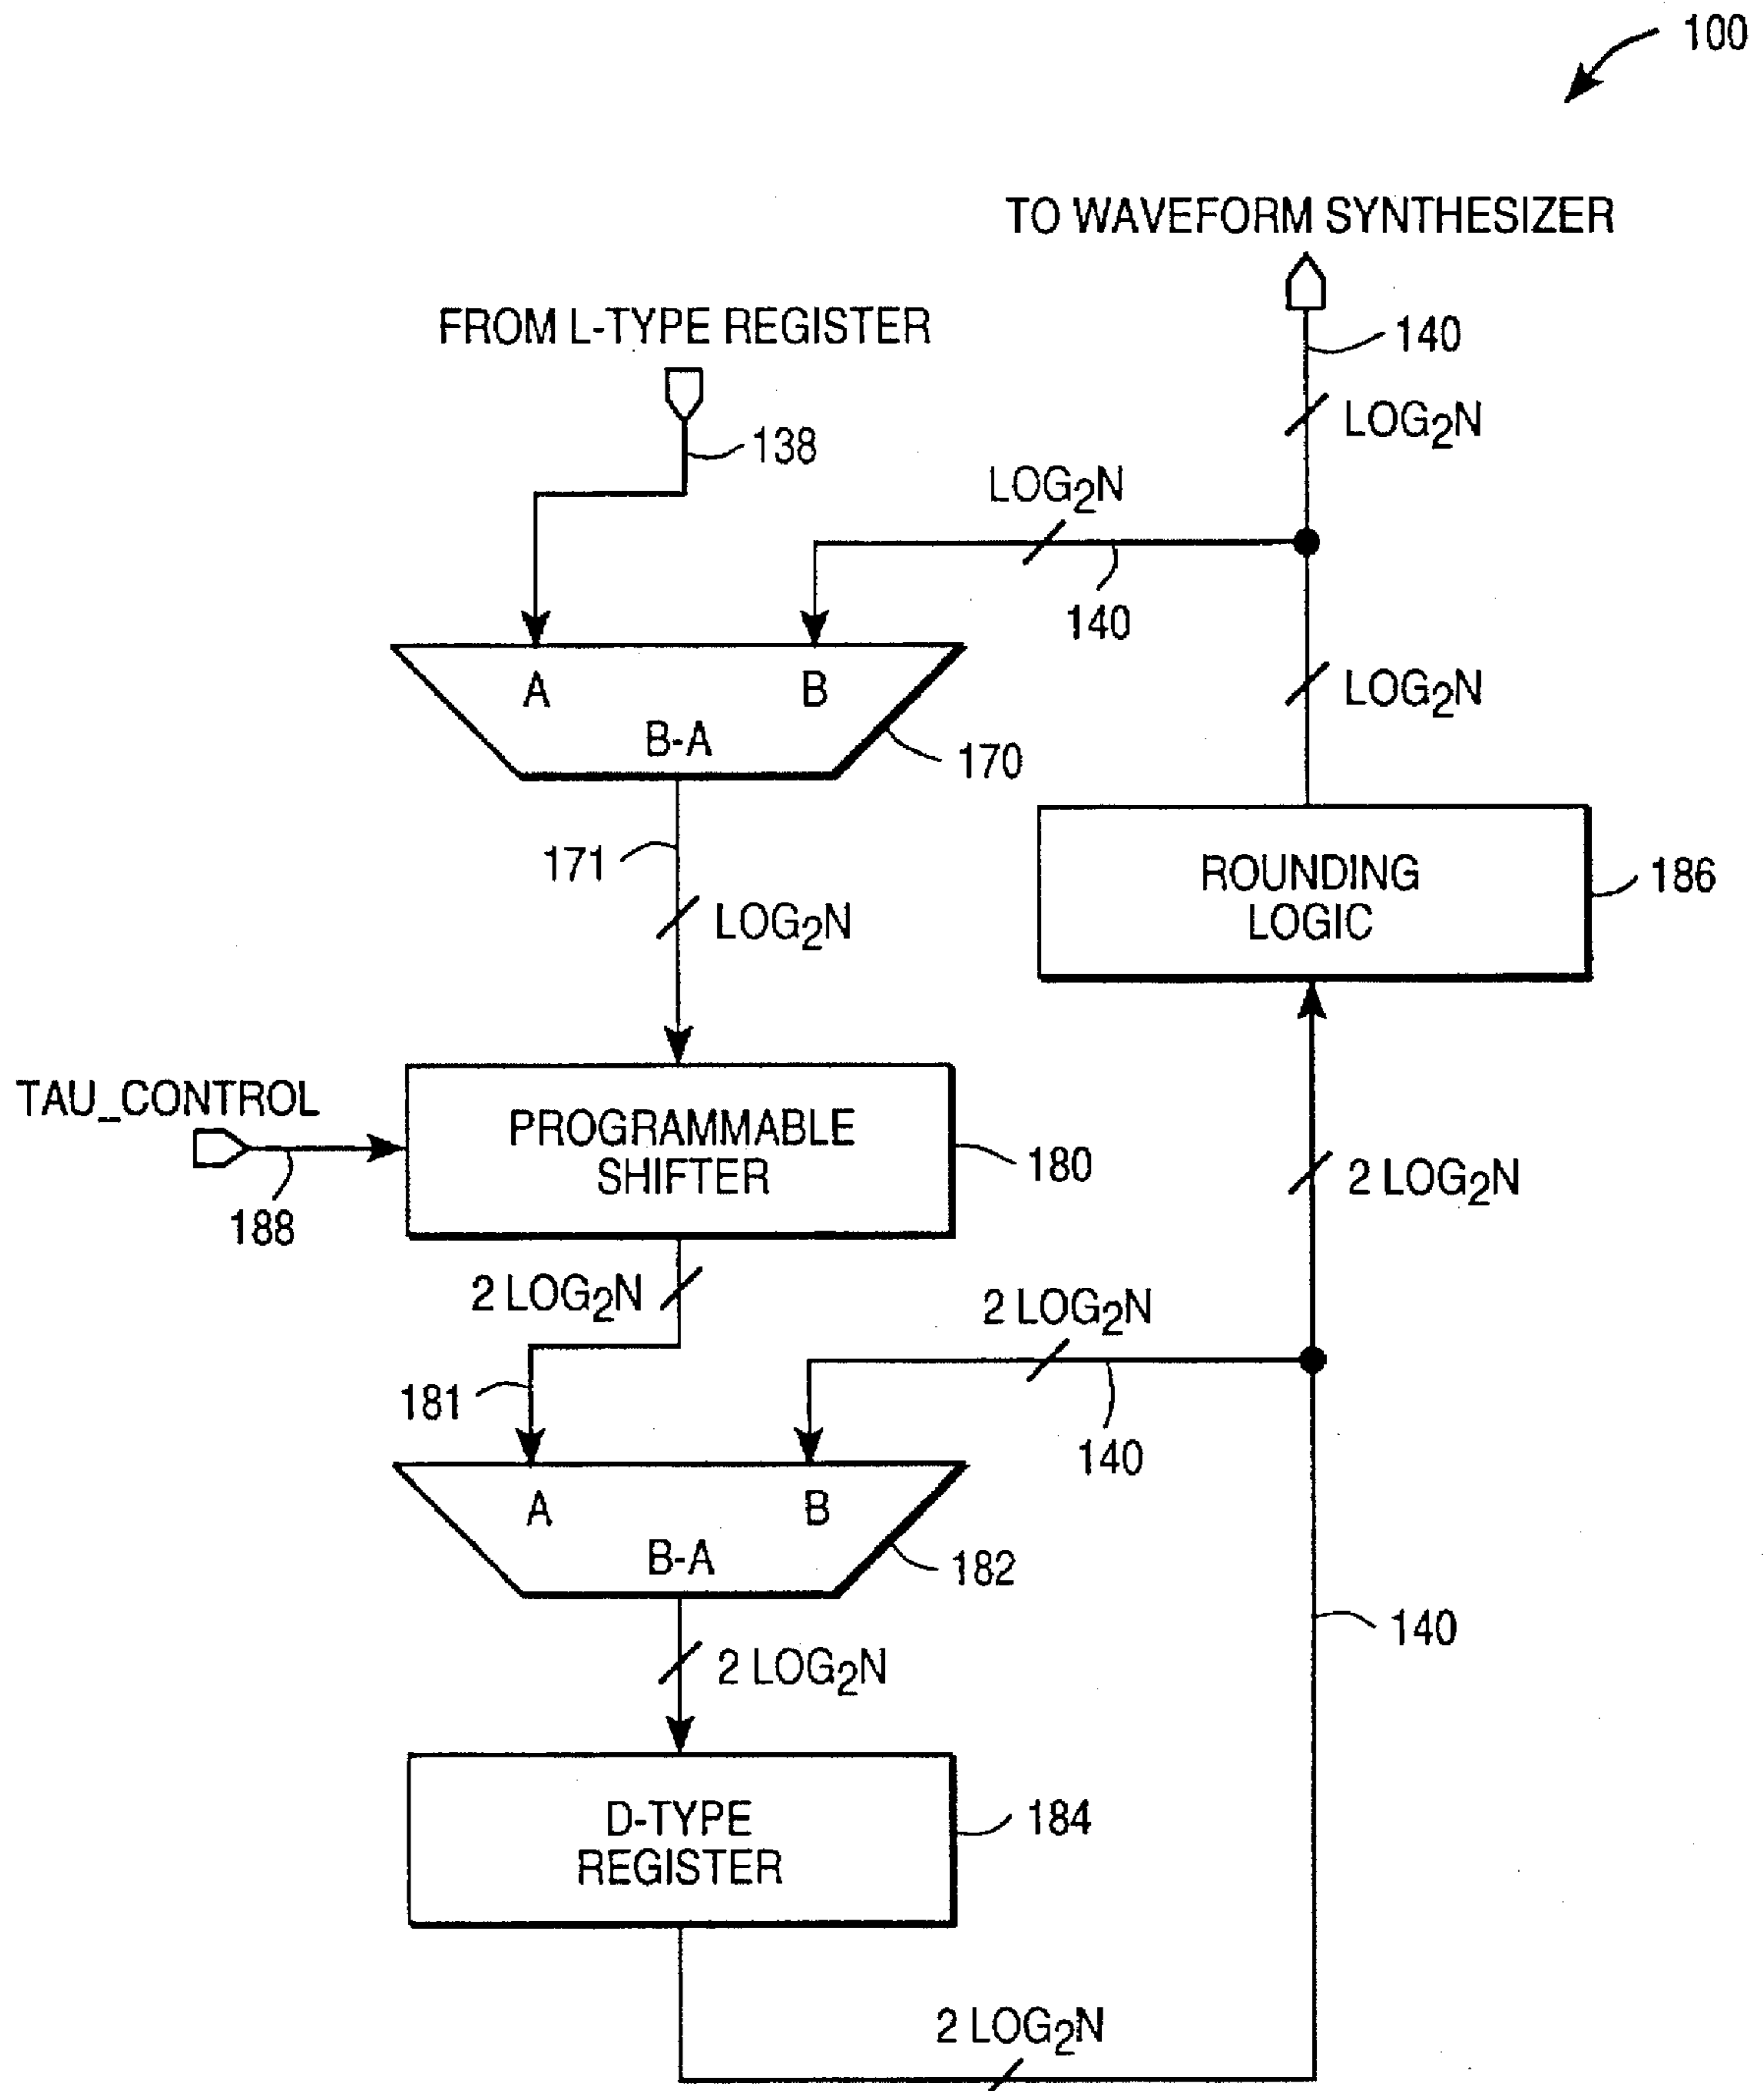 100
TO WAVEFORM SYNTHESIZER
FROM L-TYPE REGISTER
140
LOG2N
138
LOG2N
140
A
B
LOG2N
B-A
170
171
ROUNDING
LOGIC
186
LOG2N
TAU_CONTROL
PROGRAMMABLE
SHIFTER
180
2 LOG2N
188
2 LOG2N
2 LOG2N
181
140
A
B
B-A
182
140
2 LOG2N
D-TYPE
REGISTER
184
2 LOG2N